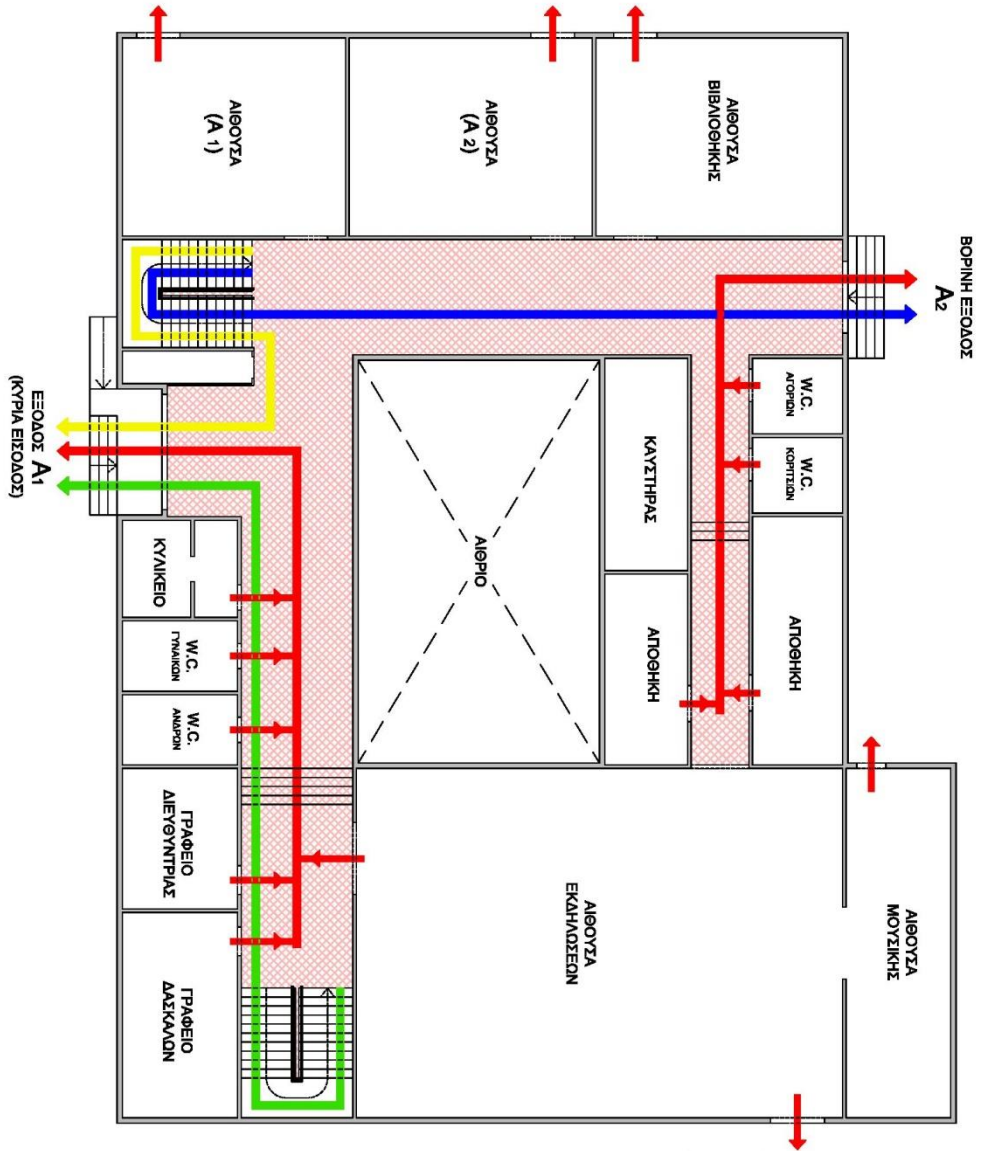 ΒΟΡΙΝΗ ΕΞΟΔΟΣ
Α2
ΑΙΘΟΥΣΑ
ΒΙΒΛΙΟΘΗΚΗΣ
ΑΙΘΟΥΣΑ
(Α 2)
ΑΙΘΟΥΣΑ
(Α 1)
W.C.
ΑΓΟΡΙΩΝ
W.C.
ΚΟΡΙΤΣΙΩΝ
ΑΠΟΘΗΚΗ
ΚΑΥΣΤΗΡΑΣ
ΑΠΟΘΗΚΗ
ΑΙΘΡΙΟ
ΕΞΟΔΟΣ Α1
(ΚΥΡΙΑ ΕΙΣΟΔΟΣ)
ΚΥΛΙΚΕΙΟ
W.C.
ΓΥΝΑΙΚΩΝ
W.C.
ΑΝΔΡΩΝ
ΓΡΑΦΕΙΟ
ΔΙΕΥΘΥΝΤΡΙΑΣ
ΓΡΑΦΕΙΟ
ΔΑΣΚΑΛΩΝ
ΑΙΘΟΥΣΑ
ΕΚΔΗΛΩΣΕΩΝ
ΑΙΘΟΥΣΑ
ΜΟΥΣΙΚΗΣ